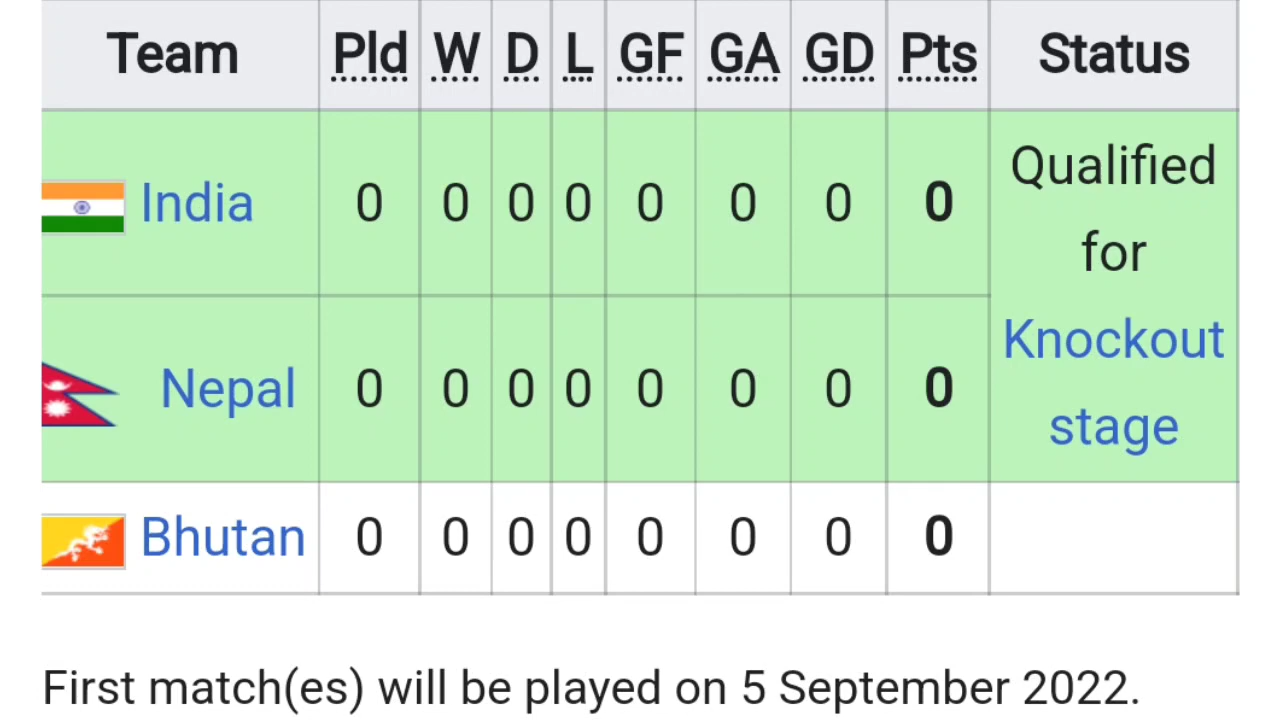 Team Pld W D L GF GA GD Pts Status
India 0 0 0 0 0 0 0 0 Qualified for Knockout stage
Nepal 0 0 0 0 0 0 0 0
Bhutan 0 0 0 0 0 0 0 0
First match(es) will be played on 5 September 2022.